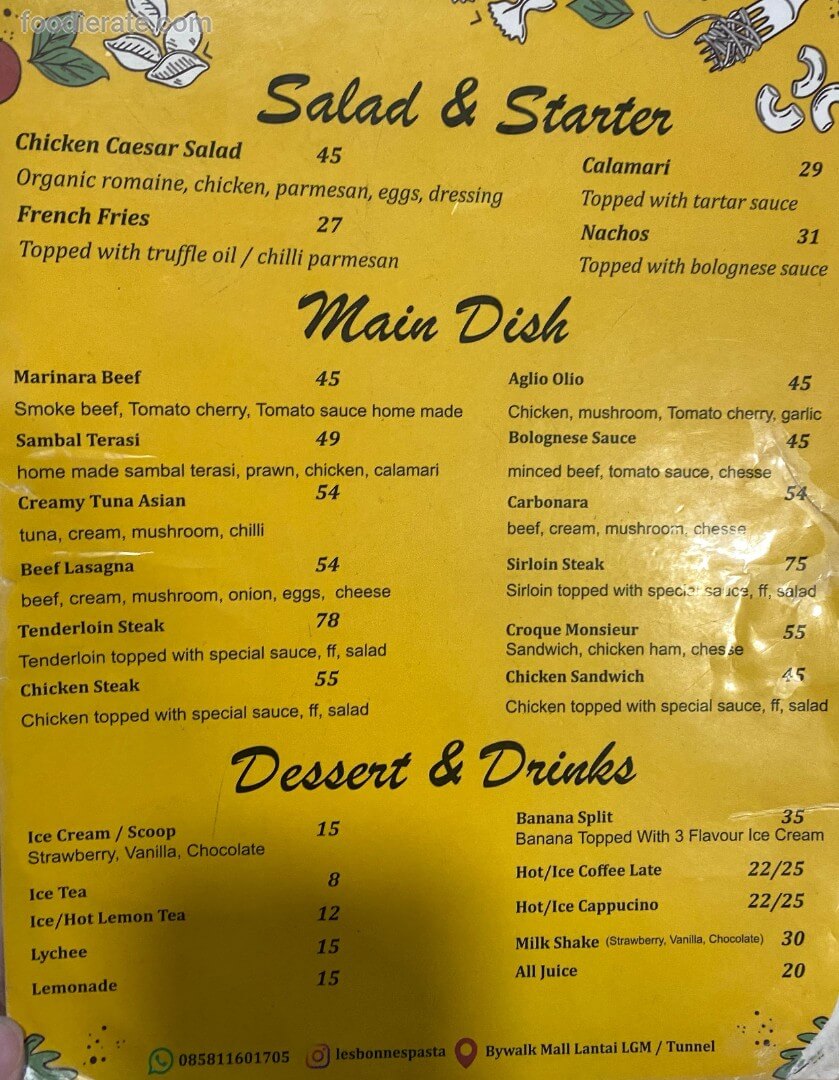 foodierate.com
Salad & Starter
Chicken Caesar Salad 45
Organic romaine, chicken, parmesan, eggs, dressing
French Fries 27
Topped with truffle oil / chilli parmesan
Calamari 29
Topped with tartar sauce
Nachos 31
Topped with bolognese sauce
Main Dish
Marinara Beef 45
Smoke beef, Tomato cherry, Tomato sauce home made
Sambal Terasi 49
home made sambal terasi, prawn, chicken, calamari
Creamy Tuna Asian 54
tuna, cream, mushroom, chilli
Beef Lasagna 54
beef, cream, mushroom, onion, eggs, cheese
Tenderloin Steak 78
Tenderloin topped with special sauce, ff, salad
Chicken Steak 55
Chicken topped with special sauce, ff, salad
Aglio Olio 45
Chicken, mushroom, Tomato cherry, garlic
Bolognese Sauce 45
minced beef, tomato sauce, chesse
Carbonara 54
beef, cream, mushroom, chesse
Sirloin Steak 75
Sirloin topped with special sauce, ff, salad
Croque Monsieur 55
Sandwich, chicken ham, chesse
Chicken Sandwich 45
Chicken topped with special sauce, ff, salad
Dessert & Drinks
Ice Cream / Scoop 15
Strawberry, Vanilla, Chocolate
Ice Tea 8
Ice/Hot Lemon Tea 12
Lychee 15
Lemonade 15
Banana Split 35
Banana Topped With 3 Flavour Ice Cream
Hot/Ice Coffee Late 22/25
Hot/Ice Cappucino 22/25
Milk Shake (Strawberry, Vanilla, Chocolate) 30
All Juice 20
085811601705 lesbonnespasta Bywalk Mall Lantai LGM / Tunnel